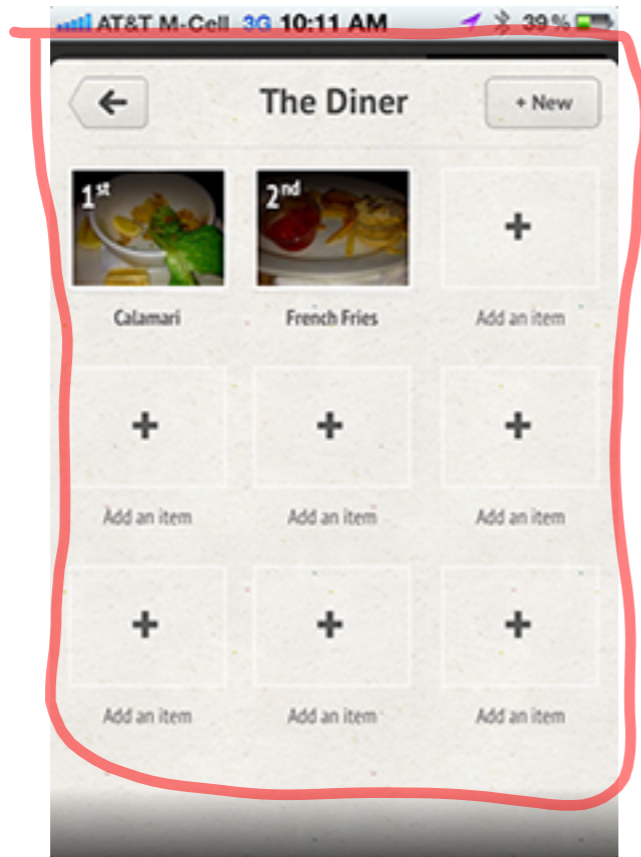 AT&T M-Cell 3G 10:11 AM 39%
The Diner + New
1st 2nd
Calamari French Fries Add an item
Add an item Add an item Add an item
Add an item Add an item Add an item